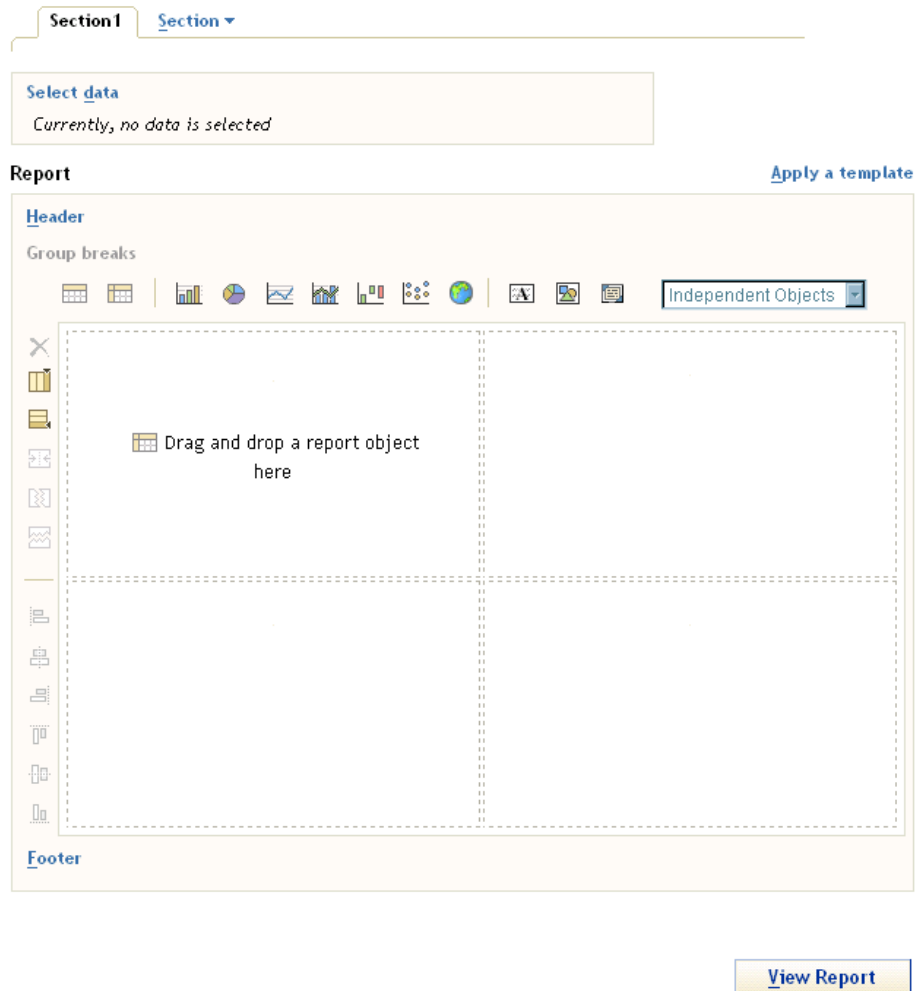 Section1 Section
Select data
Currently, no data is selected
Report Apply a template
Header
Group breaks
Independent Objects
Drag and drop a report object
here
Footer
View Report